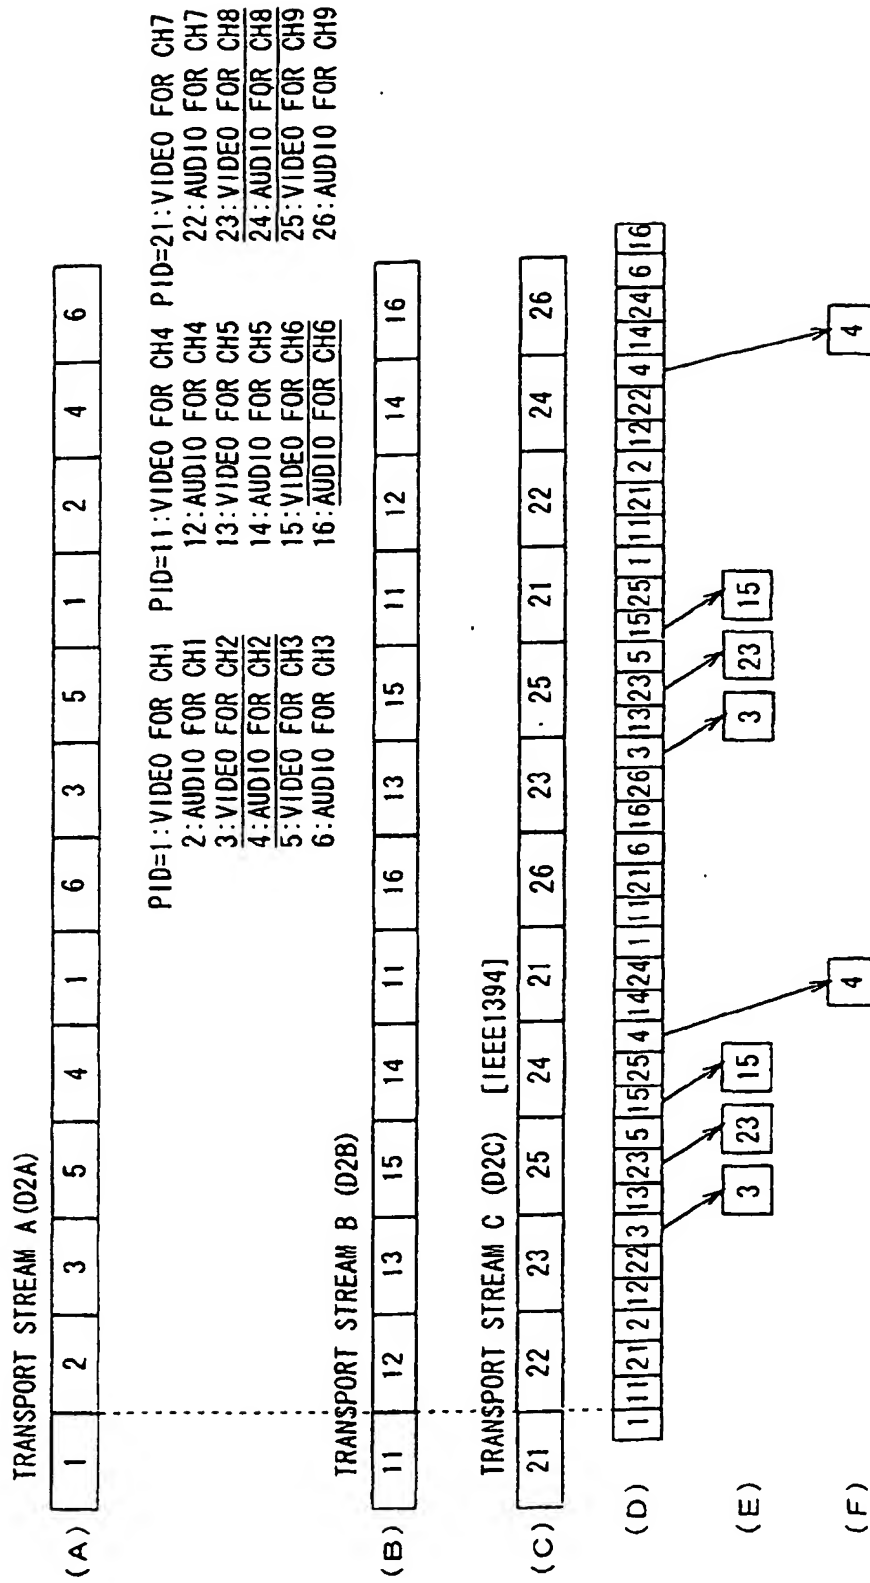 TRANSPORT STREAM A (D2A)
(A) 1 2 3 5 4 1 6 3 5 1 2 4 6
PID=1:VIDEO FOR CH1 PID=11:VIDEO FOR CH4 PID=21:VIDEO FOR CH7
2:AUDIO FOR CH1 12:AUDIO FOR CH4 22:AUDIO FOR CH7
3:VIDEO FOR CH2 13:VIDEO FOR CH5 23:VIDEO FOR CH8
4:AUDIO FOR CH2 14:AUDIO FOR CH5 24:AUDIO FOR CH8
5:VIDEO FOR CH3 15:VIDEO FOR CH6 25:VIDEO FOR CH9
6:AUDIO FOR CH3 16:AUDIO FOR CH6 26:AUDIO FOR CH9
TRANSPORT STREAM B (D2B)
(B) 11 12 13 15 14 11 16 13 15 11 12 14 16
TRANSPORT STREAM C (D2C) [IEEE1394]
(C) 21 22 23 25 24 21 26 23 25 21 22 24 26
(D) 1 11 21 2 12 22 3 13 23 5 15 25 4 14 24 1 11 21 6 16 26 3 13 23 5 15 25 1 11 21 2 12 22 4 14 24 6 16
(E) 3 23 15 3 23 15
(F) 4 4